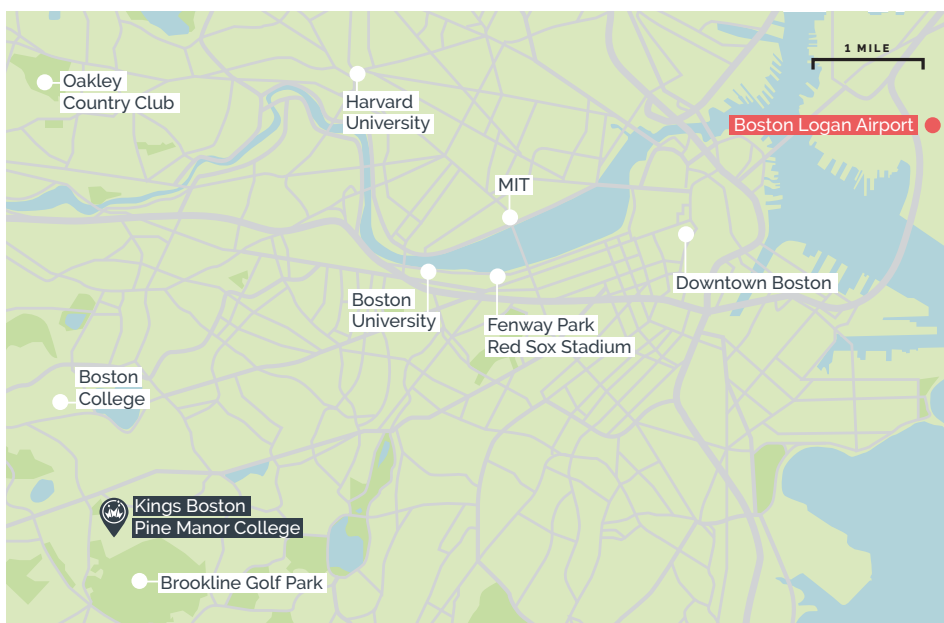 1 MILE
Oakley
Country Club
Harvard
University
Boston Logan Airport
MIT
Downtown Boston
Boston
University
Fenway Park
Red Sox Stadium
Boston
College
Kings Boston
Pine Manor College
Brookline Golf Park